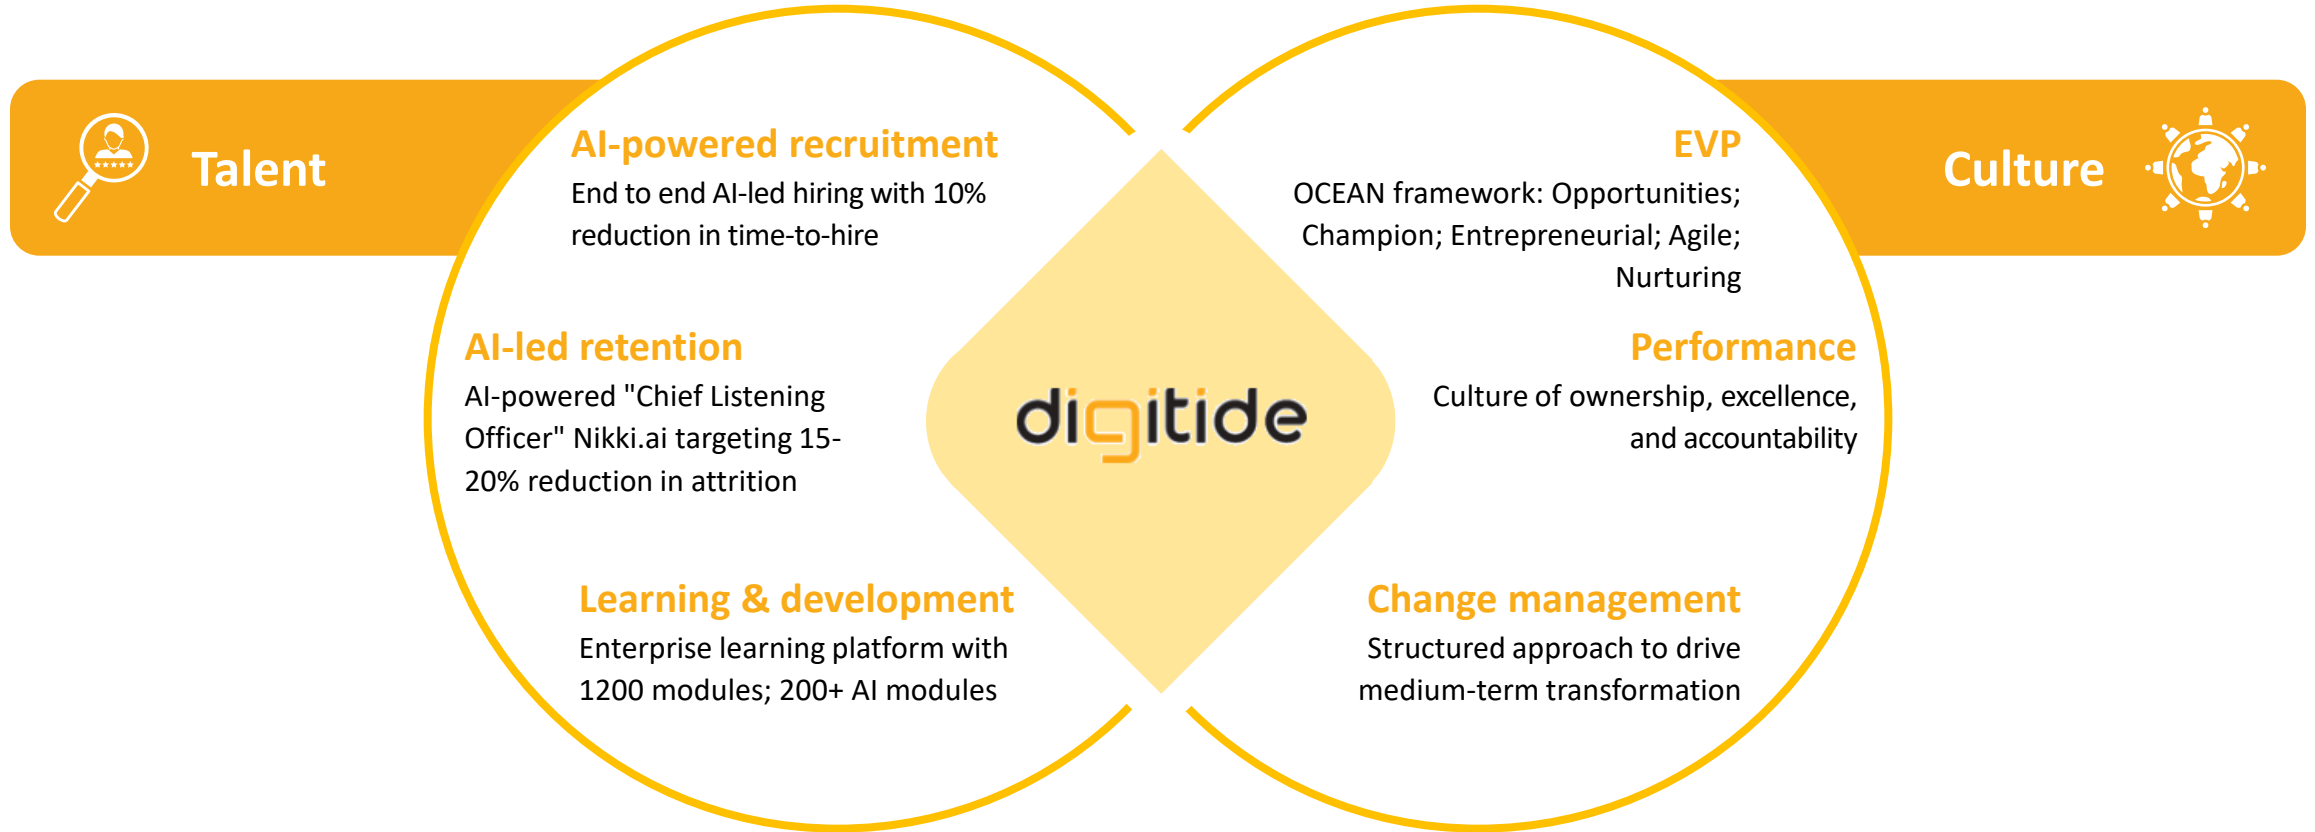 Talent
AI-powered recruitment
End to end AI-led hiring with 10%
reduction in time-to-hire
AI-led retention
AI-powered "Chief Listening
Officer" Nikki.ai targeting 15-
20% reduction in attrition
Learning & development
Enterprise learning platform with
1200 modules; 200+ AI modules
digitide
Culture
EVP
OCEAN framework: Opportunities;
Champion; Entrepreneurial; Agile;
Nurturing
Performance
Culture of ownership, excellence,
and accountability
Change management
Structured approach to drive
medium-term transformation